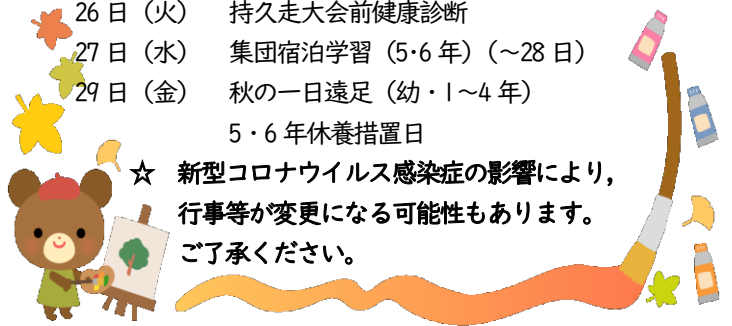 26日（火）　持久走大会前健康診断
27日（水）　集団宿泊学習（5・6年）（～28日）
29日（金）　秋の一日遠足（幼・1～4年）
5・6年休養措置日
☆　新型コロナウイルス感染症の影響により，
行事等が変更になる可能性もあります。
ご了承ください。